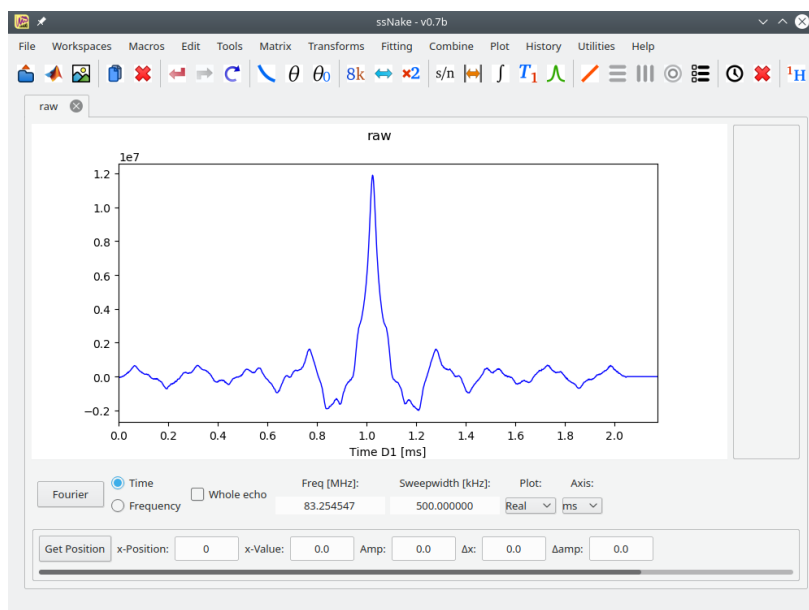 ssNake - v0.7b
File Workspaces Macros Edit Tools Matrix Transforms Fitting Combine Plot History Utilities Help
θ θ0 8k ×2 s/n ∫ T1 1H
raw
raw
1e7
1.2
1.0
0.8
0.6
0.4
0.2
0.0
−0.2
0.0 0.2 0.4 0.6 0.8 1.0 1.2 1.4 1.6 1.8 2.0
Time D1 [ms]
Fourier
Time
Frequency
Whole echo
Freq [MHz]: Sweepwidth [kHz]: Plot: Axis:
83.254547 500.000000 Real ms
Get Position x-Position: 0 x-Value: 0.0 Amp: 0.0 Δx: 0.0 Δamp: 0.0